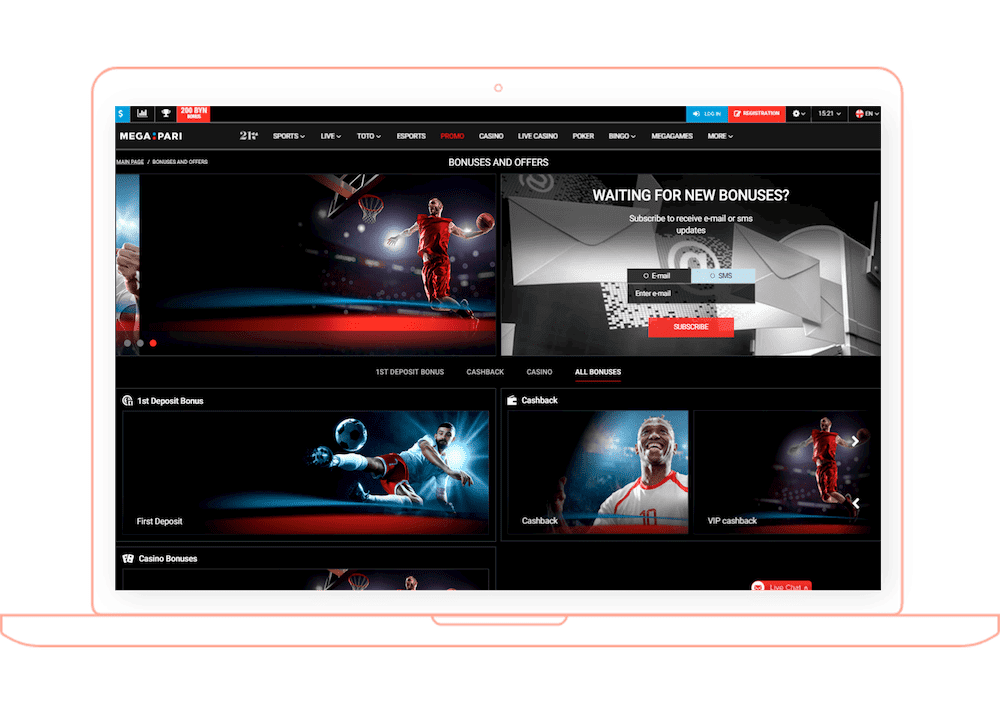 $ 200 BYN LOG IN REGISTRATION 15:21 EN
BONUS
MEGA PARI 21 SPORTS LIVE TOTO ESPORTS PROMO CASINO LIVE CASINO POKER BINGO MEGAGAMES MORE
MAIN PAGE / BONUSES AND OFFERS
BONUSES AND OFFERS
WAITING FOR NEW BONUSES?
Subscribe to receive e-mail or sms
updates
E-mail SMS
Enter e-mail
SUBSCRIBE
1ST DEPOSIT BONUS CASHBACK CASINO ALL BONUSES
1st Deposit Bonus
First Deposit
Cashback
10
Cashback VIP cashback
Casino Bonuses
Live Chat